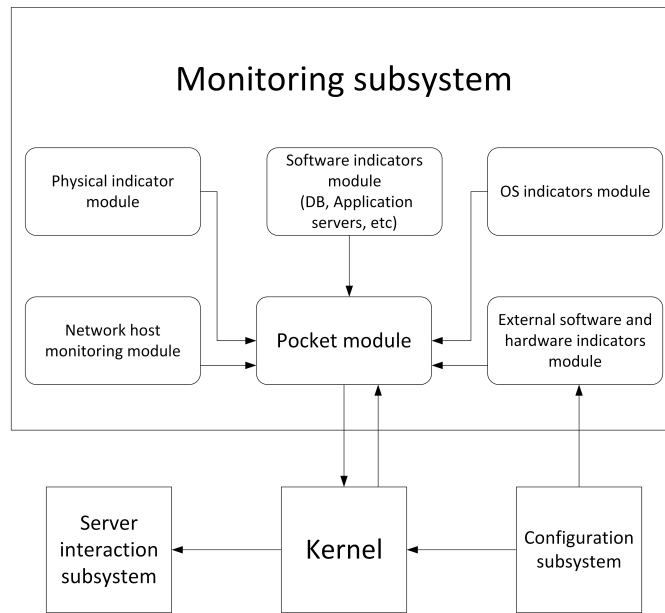 Monitoring subsystem
Physical indicator
module
Software indicators
module
(DB, Application
servers, etc)
OS indicators module
Network host
monitoring module
Pocket module
External software and
hardware indicators
module
Server
interaction
subsystem
Kernel
Configuration
subsystem